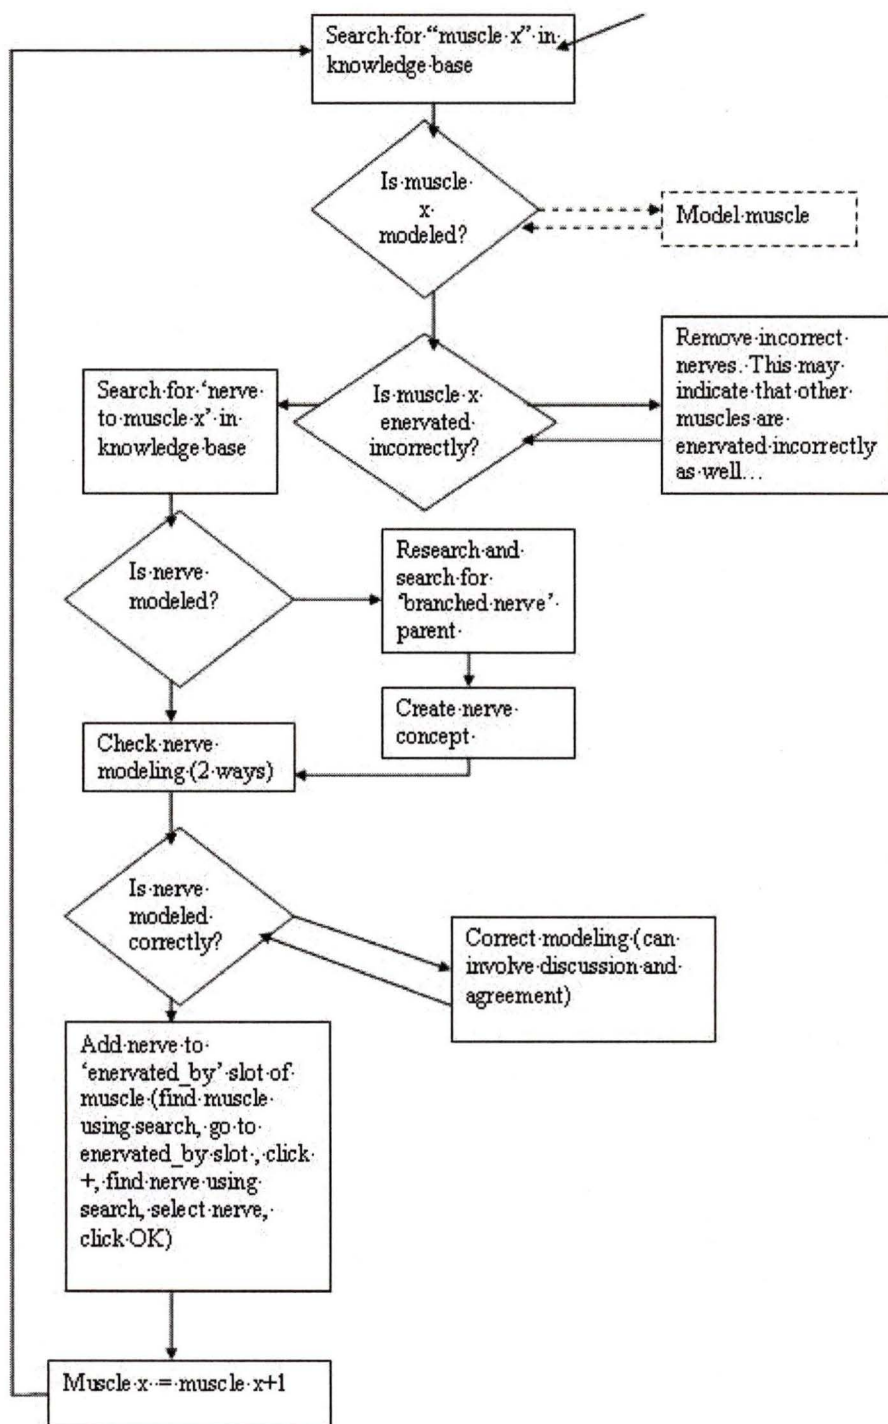 Search for "muscle x" in
knowledge base
Is muscle
x
modeled?
Model muscle
Remove incorrect
nerves. This may
indicate that other
muscles are
enervated incorrectly
as well...
Is muscle x
enervated
incorrectly?
Search for 'nerve
to muscle x' in
knowledge base
Is nerve
modeled?
Research and
search for
'branched nerve'
parent
Create nerve
concept
Check nerve
modeling (2 ways)
Is nerve
modeled
correctly?
Correct modeling (can
involve discussion and
agreement)
Add nerve to
'enervated_by' slot of
muscle (find muscle
using search, go to
enervated_by slot , click
+, find nerve using
search, select nerve,
click OK)
Muscle x = muscle x+1